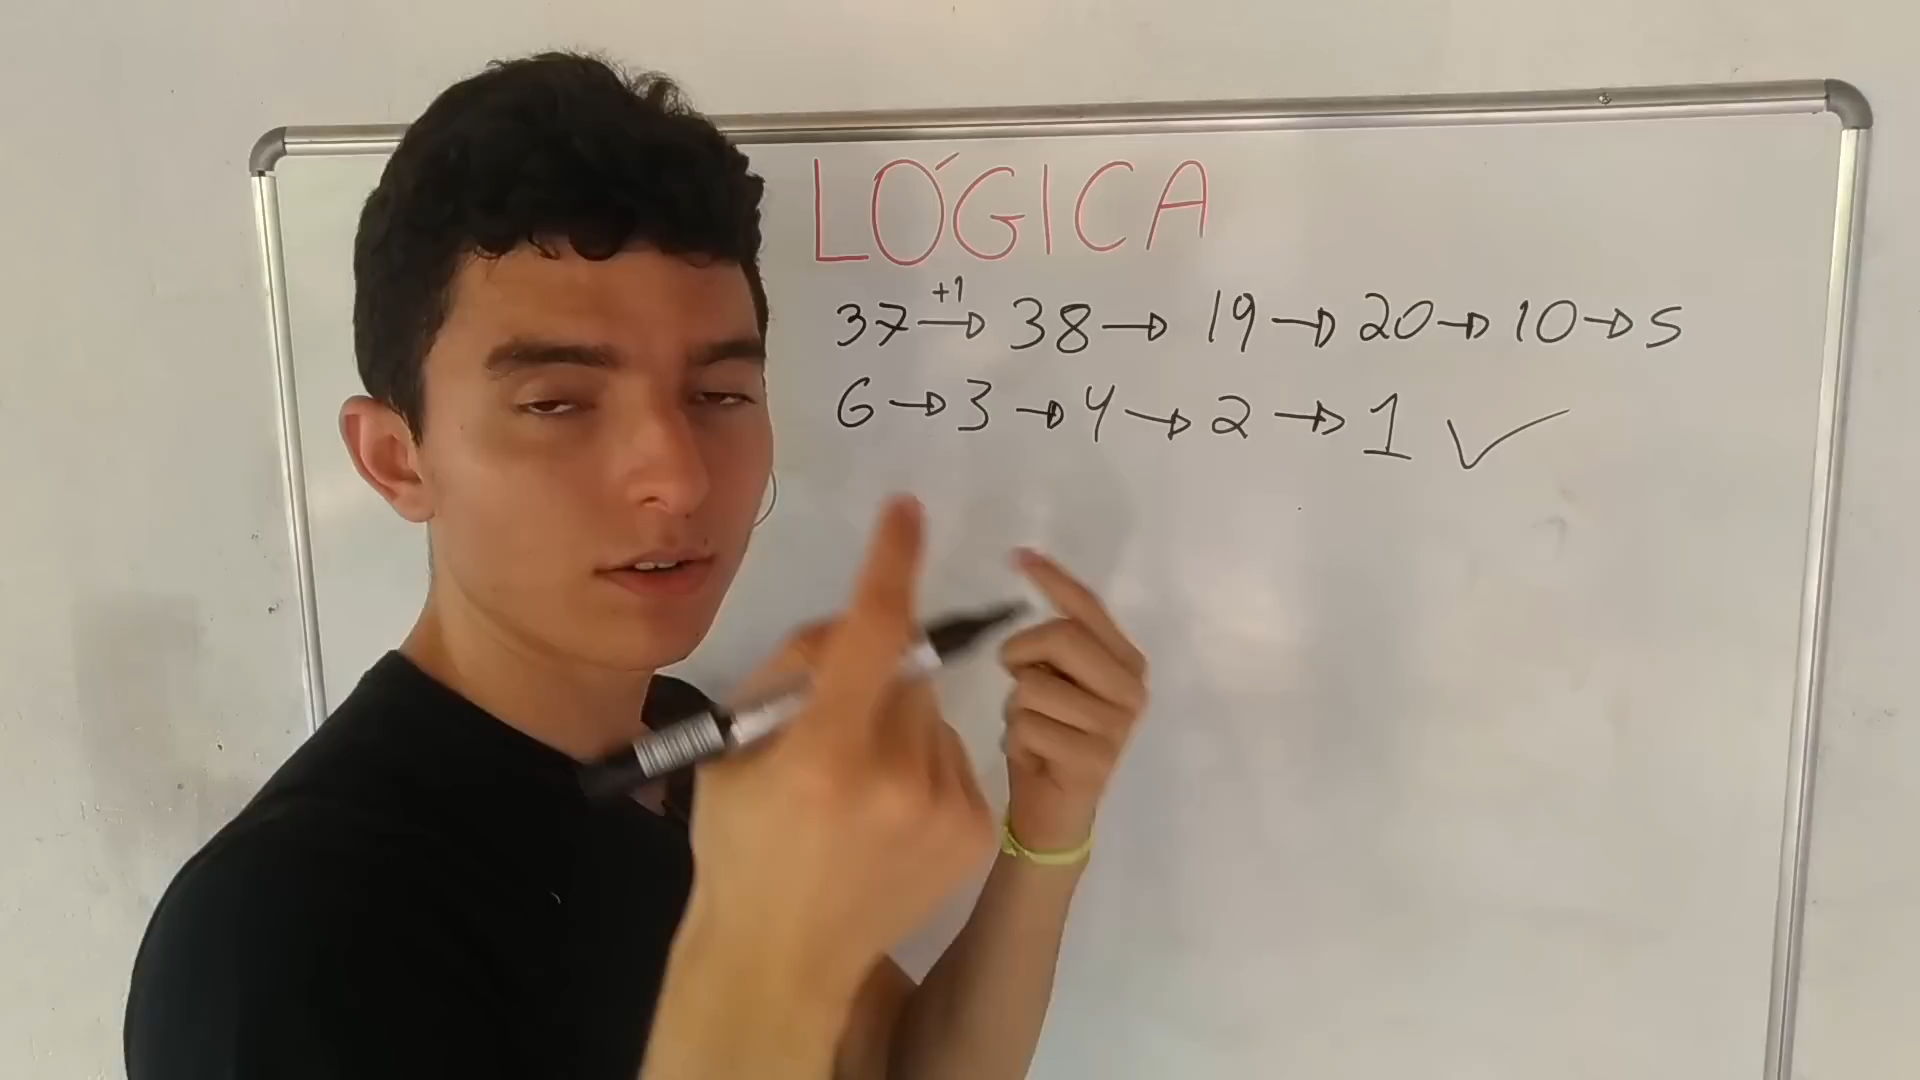 LÓGICA
+1
37 → 38 → 19 → 20 → 10 → 5
6 → 3 → 4 → 2 → 1 ✓